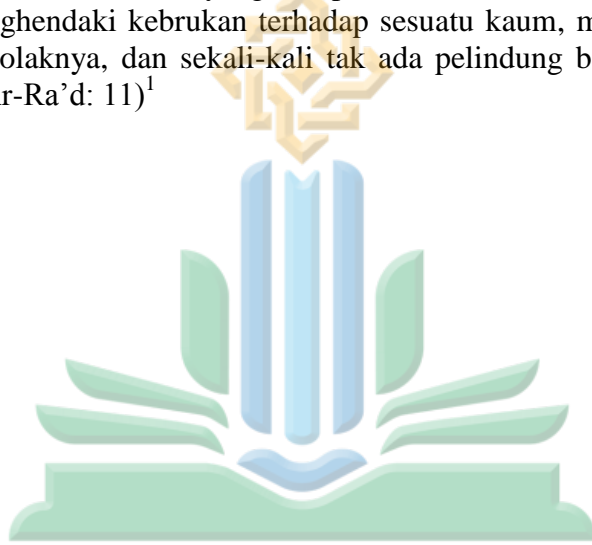 ghendaki kebrukan terhadap sesuatu kaum, m
olaknya, dan sekali-kali tak ada pelindung b
r-Ra'd: 11)1